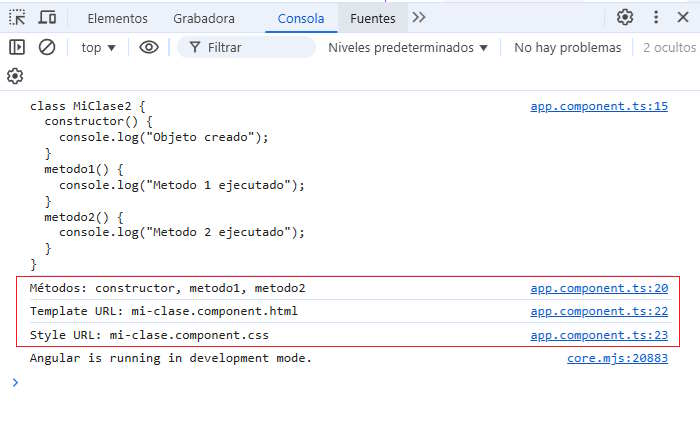 Elementos Grabadora Consola Fuentes
top Filtrar Niveles predeterminados No hay problemas 2 ocultos
class MiClase2 { app.component.ts:15
constructor() {
console.log("Objeto creado");
}
metodo1() {
console.log("Metodo 1 ejecutado");
}
metodo2() {
console.log("Metodo 2 ejecutado");
}
}
Métodos: constructor, metodo1, metodo2 app.component.ts:20
Template URL: mi-clase.component.html app.component.ts:22
Style URL: mi-clase.component.css app.component.ts:23
Angular is running in development mode. core.mjs:20883